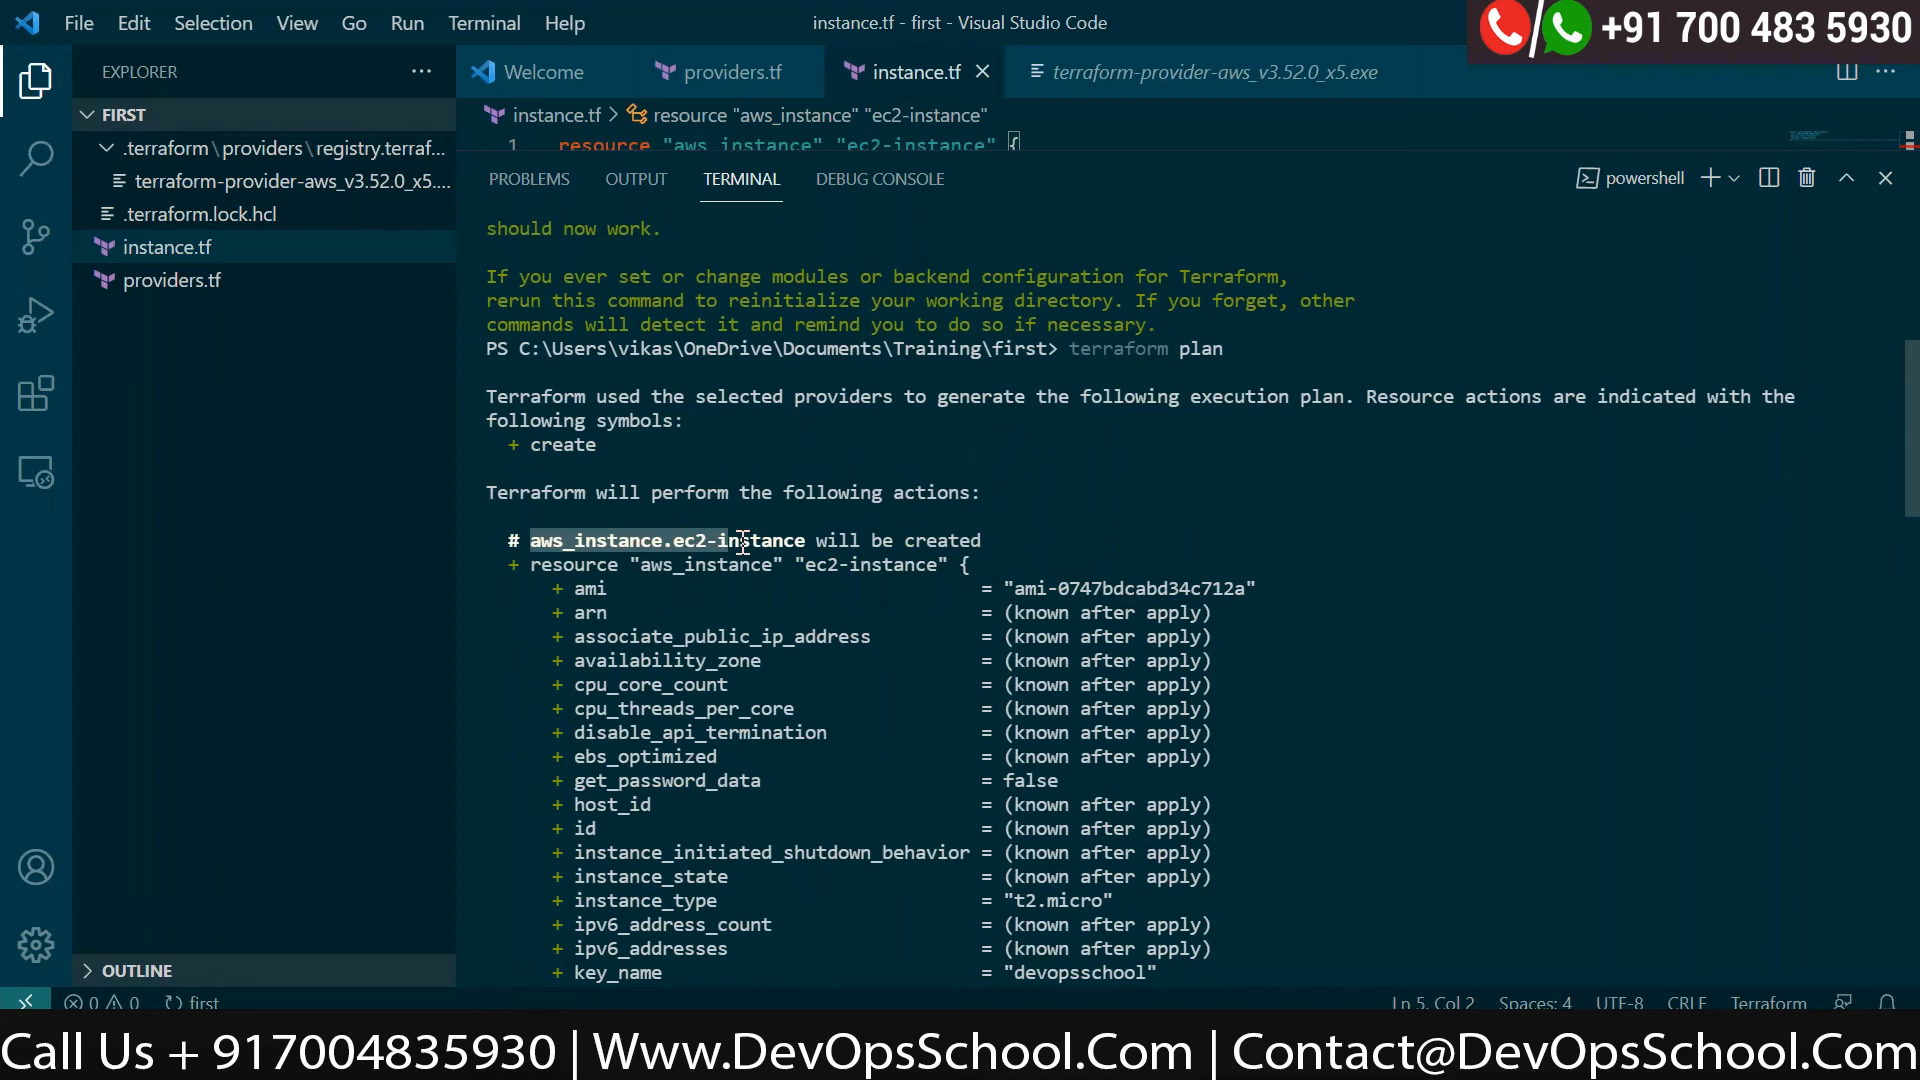 File Edit Selection View Go Run Terminal Help
instance.tf - first - Visual Studio Code
+91 700 483 5930
EXPLORER
Welcome
providers.tf
instance.tf
terraform-provider-aws_v3.52.0_x5.exe
FIRST
.terraform\providers\registry.terraf...
terraform-provider-aws_v3.52.0_x5....
.terraform.lock.hcl
instance.tf
providers.tf
instance.tf > resource "aws_instance" "ec2-instance"
1 resource "aws_instance" "ec2-instance" {
PROBLEMS OUTPUT TERMINAL DEBUG CONSOLE
powershell
should now work.
If you ever set or change modules or backend configuration for Terraform,
rerun this command to reinitialize your working directory. If you forget, other
commands will detect it and remind you to do so if necessary.
PS C:\Users\vikas\OneDrive\Documents\Training\first> terraform plan
Terraform used the selected providers to generate the following execution plan. Resource actions are indicated with the
following symbols:
+ create
Terraform will perform the following actions:
# aws_instance.ec2-instance will be created
+ resource "aws_instance" "ec2-instance" {
+ ami = "ami-0747bdcabd34c712a"
+ arn = (known after apply)
+ associate_public_ip_address = (known after apply)
+ availability_zone = (known after apply)
+ cpu_core_count = (known after apply)
+ cpu_threads_per_core = (known after apply)
+ disable_api_termination = (known after apply)
+ ebs_optimized = (known after apply)
+ get_password_data = false
+ host_id = (known after apply)
+ id = (known after apply)
+ instance_initiated_shutdown_behavior = (known after apply)
+ instance_state = (known after apply)
+ instance_type = "t2.micro"
+ ipv6_address_count = (known after apply)
+ ipv6_addresses = (known after apply)
+ key_name = "devopsschool"
OUTLINE
0 0 first
Ln 5, Col 2 Spaces: 4 UTF-8 CRLF Terraform
Call Us + 917004835930 | Www.DevOpsSchool.Com | Contact@DevOpsSchool.Com